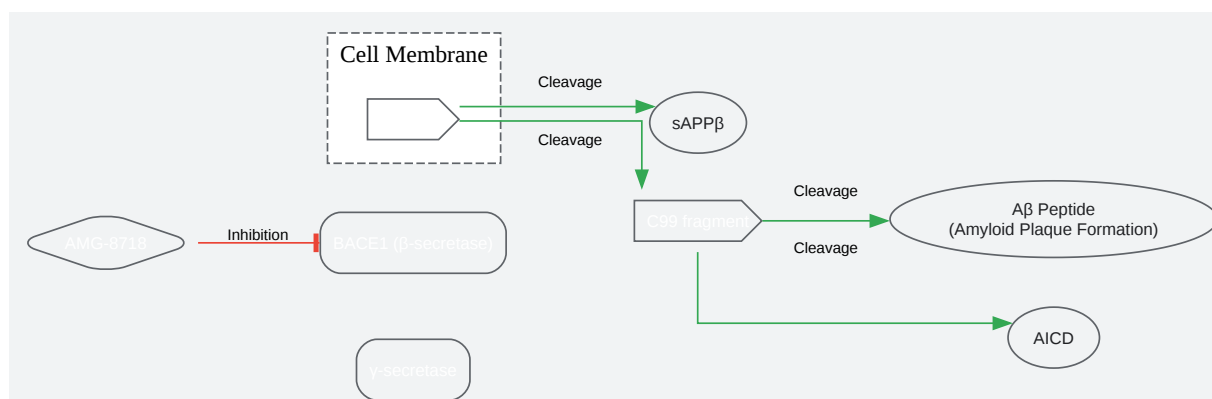 Cell Membrane
Cleavage
sAPPβ
Cleavage
C99 fragment
Cleavage
Aβ Peptide
(Amyloid Plaque Formation)
Cleavage
AMG-8718
Inhibition
BACE1 (β-secretase)
AICD
γ-secretase